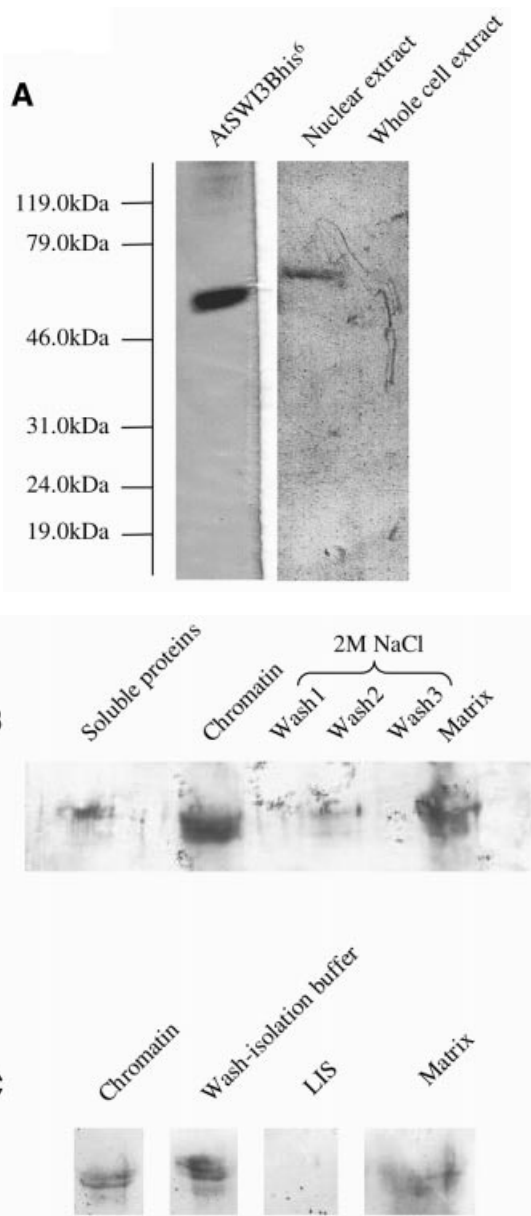 A
AtSWI3Bhis6
Nuclear extract
Whole cell extract
119.0kDa
79.0kDa
46.0kDa
31.0kDa
24.0kDa
19.0kDa
Soluble proteins
Chromatin
2M NaCl
Wash1
Wash2
Wash3
Matrix
Chromatin
Wash-isolation buffer
LIS
Matrix